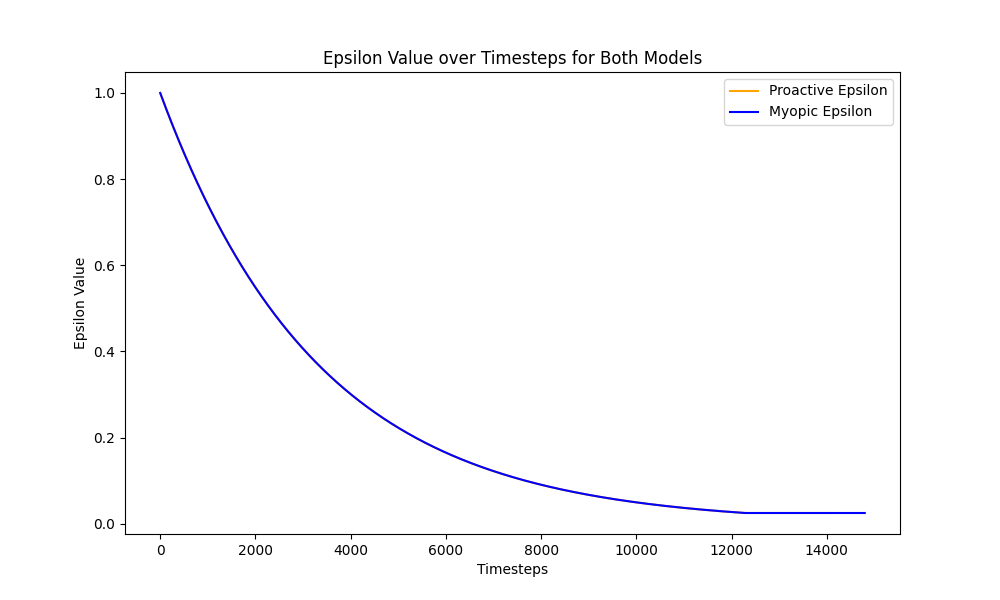 Epsilon Value over Timesteps for Both Models
Proactive Epsilon
Myopic Epsilon
Epsilon Value
1.0
0.8
0.6
0.4
0.2
0.0
0 2000 4000 6000 8000 10000 12000 14000
Timesteps